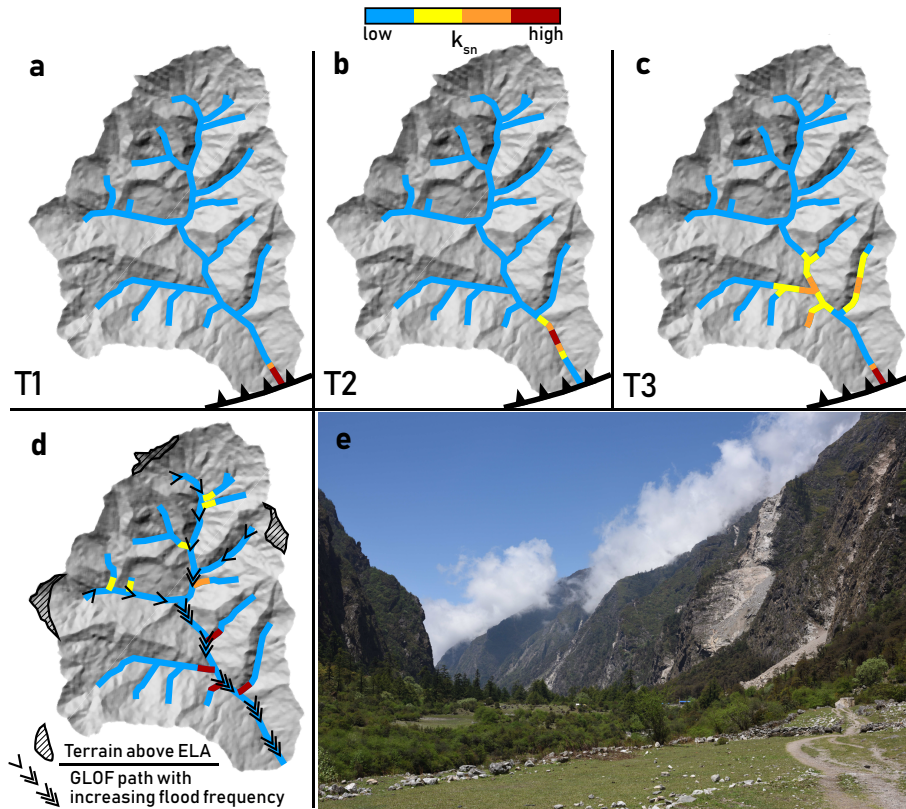 low
high
k_sn
a
b
c
T1
T2
T3
d
e
Terrain above ELA
GLOF path with
increasing flood frequency